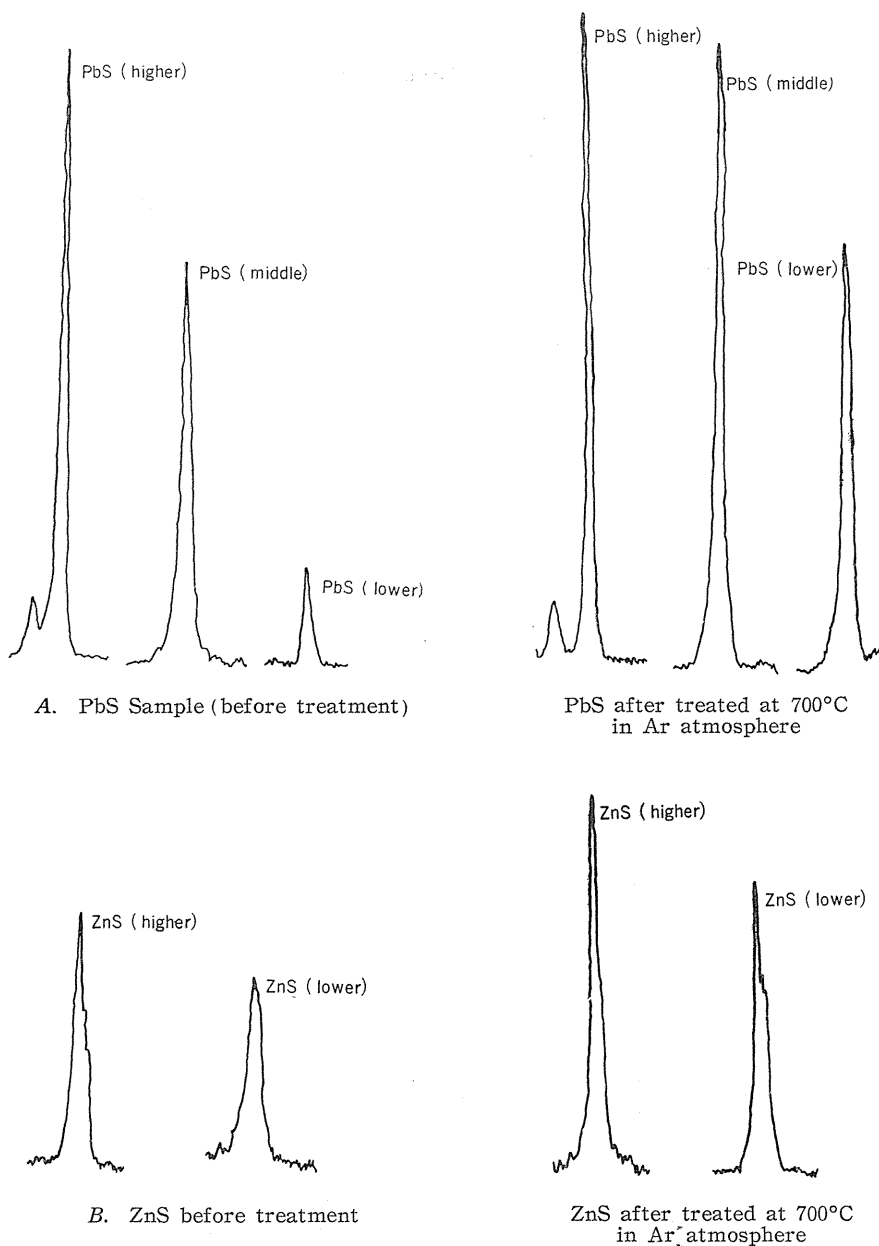 PbS (higher)
PbS (middle)
PbS (lower)
A. PbS Sample (before treatment)
PbS (higher)
PbS (middle)
PbS (lower)
PbS after treated at 700°C
in Ar atmosphere
ZnS (higher)
ZnS (lower)
B. ZnS before treatment
ZnS (higher)
ZnS (lower)
ZnS after treated at 700°C
in Ar atmosphere